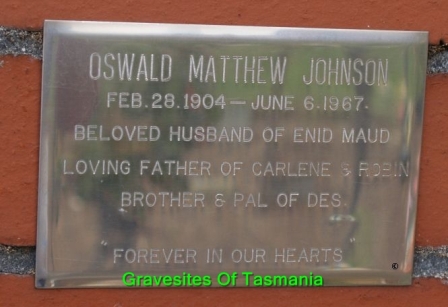 OSWALD MATTHEW JOHNSON
FEB. 28. 1904 — JUNE 6. 1967.
BELOVED HUSBAND OF ENID MAUD
LOVING FATHER OF CARLENE & ROBIN
BROTHER & PAL OF DES.
"FOREVER IN OUR HEARTS"
Gravesites Of Tasmania
©